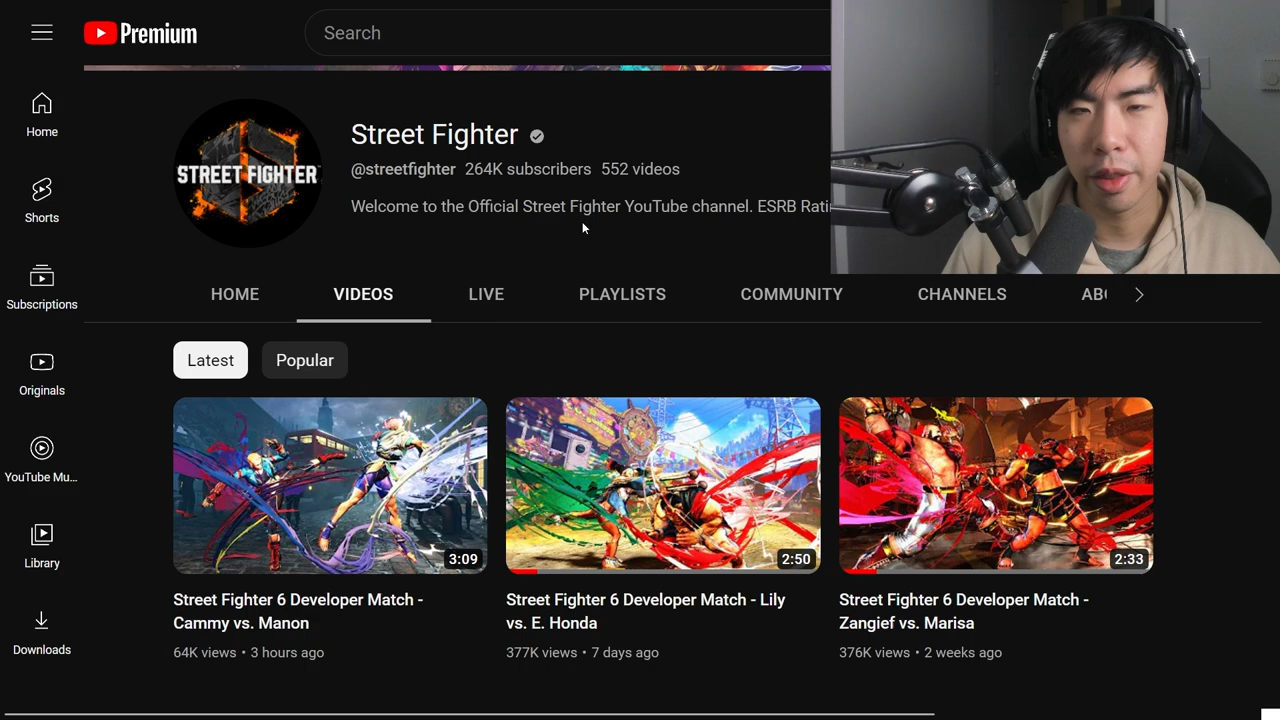 Premium
Search
Home
Shorts
Subscriptions
Originals
YouTube Mu...
Library
Downloads
STREET FIGHTER
Street Fighter
@streetfighter 264K subscribers 552 videos
Welcome to the Official Street Fighter YouTube channel. ESRB Rati
HOME VIDEOS LIVE PLAYLISTS COMMUNITY CHANNELS AB
Latest Popular
3:09 2:50 2:33
Street Fighter 6 Developer Match -
Cammy vs. Manon
64K views • 3 hours ago
Street Fighter 6 Developer Match - Lily
vs. E. Honda
377K views • 7 days ago
Street Fighter 6 Developer Match -
Zangief vs. Marisa
376K views • 2 weeks ago